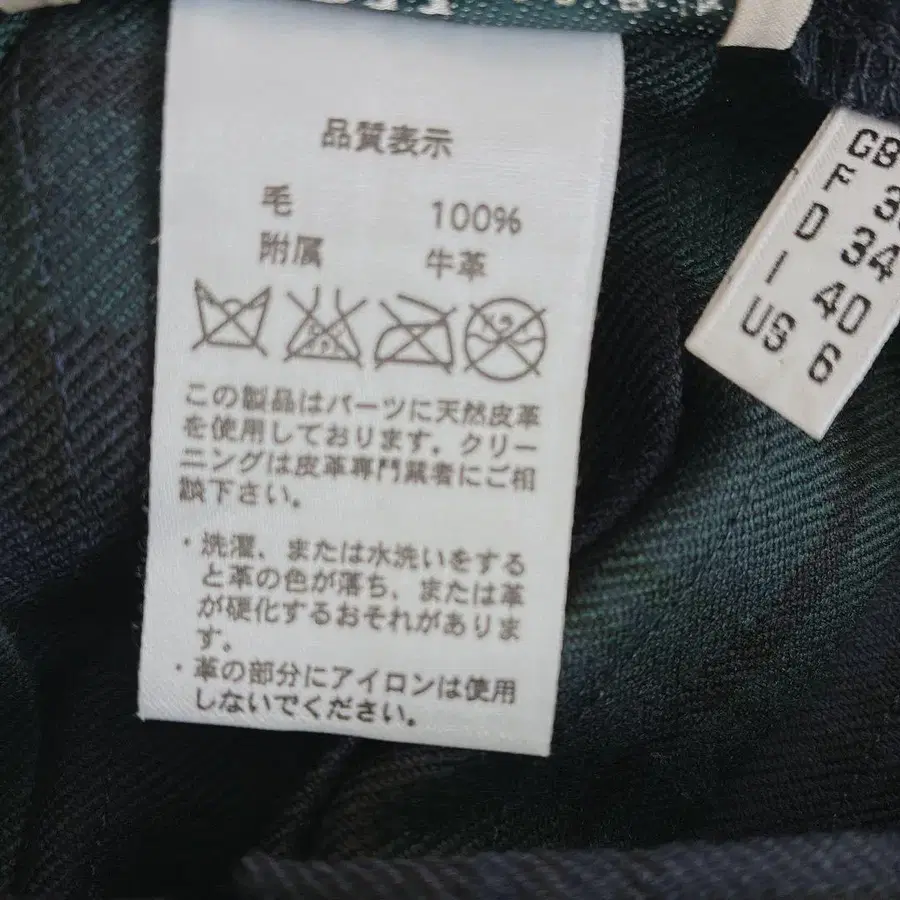 品質表示
毛 100%
附属 牛革
この製品はパーツに天然皮革
を使用しております。クリー
ニングは皮革専門業者にご相
談下さい。
・洗濯、または水洗いをする
と革の色が落ち、または革
が硬化するおそれがありま
す。
・革の部分にアイロンは使用
しないでください。
GB
F
D 34
I 40
US 6